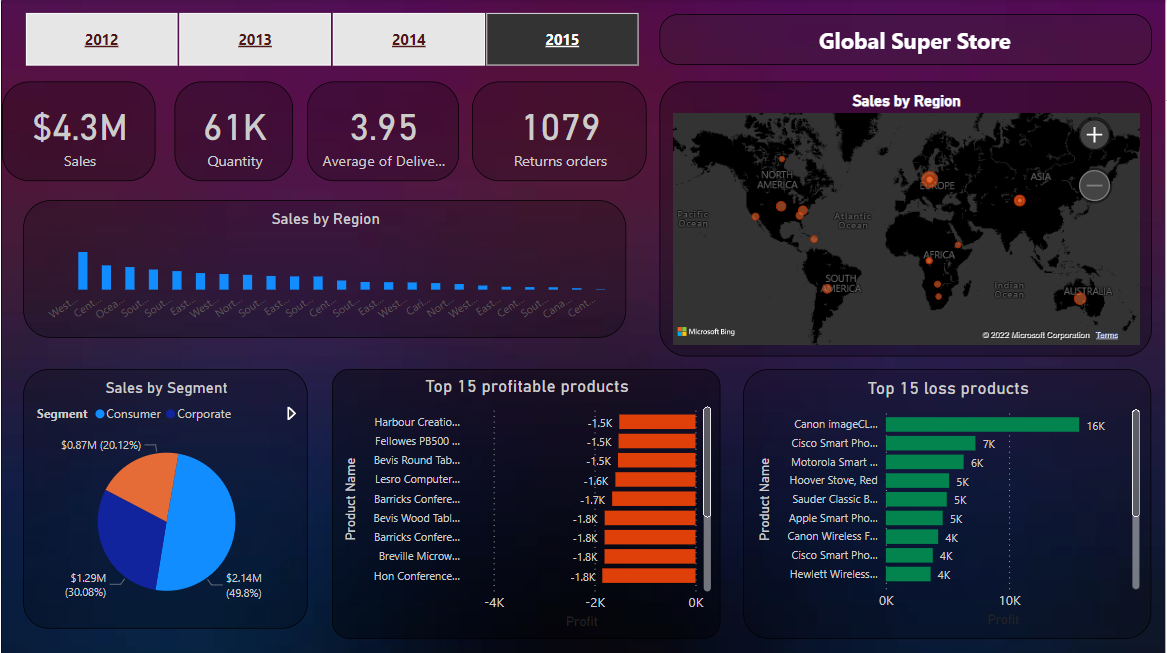 2012
2013
2014
2015
Global Super Store
$4.3M
Sales
61K
Quantity
3.95
Average of Delive...
1079
Returns orders
Sales by Region
West...
Cent...
Ocea...
Sout...
Sout...
East...
West...
Nort...
Sout...
East...
Sout...
Cent...
Sout...
East...
West...
Cari...
Nort...
West...
East...
Cent...
Sout...
Cana...
Cent...
Sales by Region
NORTH
AMERICA
EUROPE
ASIA
Pacific
Ocean
Atlantic
Ocean
AFRICA
SOUTH
AMERICA
Indian
Ocean
AUSTRALIA
Microsoft Bing
© 2022 Microsoft Corporation Terms
Sales by Segment
Segment Consumer Corporate
$0.87M (20.12%)
$1.29M
(30.08%)
$2.14M
(49.8%)
Top 15 profitable products
Product Name
Harbour Creatio... -1.5K
Fellowes PB500 ... -1.5K
Bevis Round Tab... -1.5K
Lesro Computer... -1.6K
Barricks Confere... -1.7K
Bevis Wood Tabl... -1.8K
Barricks Confere... -1.8K
Breville Microw... -1.8K
Hon Conference... -1.8K
-4K -2K 0K
Profit
Top 15 loss products
Product Name
Canon imageCL... 16K
Cisco Smart Pho... 7K
Motorola Smart ... 6K
Hoover Stove, Red 5K
Sauder Classic B... 5K
Apple Smart Pho... 5K
Canon Wireless F... 4K
Cisco Smart Pho... 4K
Hewlett Wireless... 4K
0K 10K
Profit